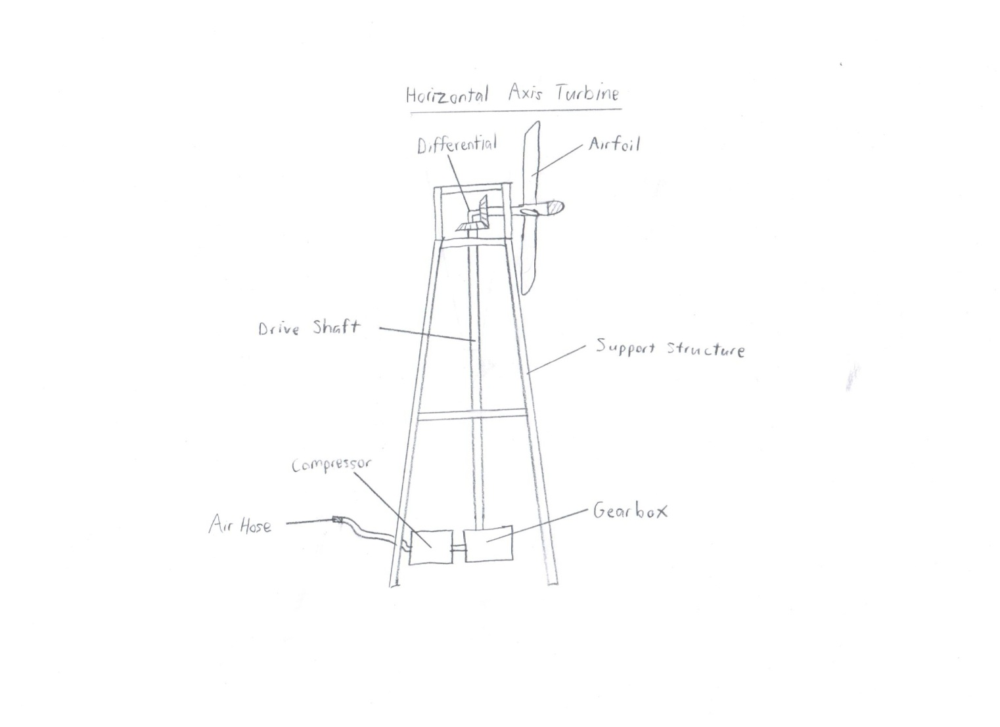 Horizontal Axis Turbine
Differential
Airfoil
Drive Shaft
Support Structure
Compressor
Gearbox
Air Hose